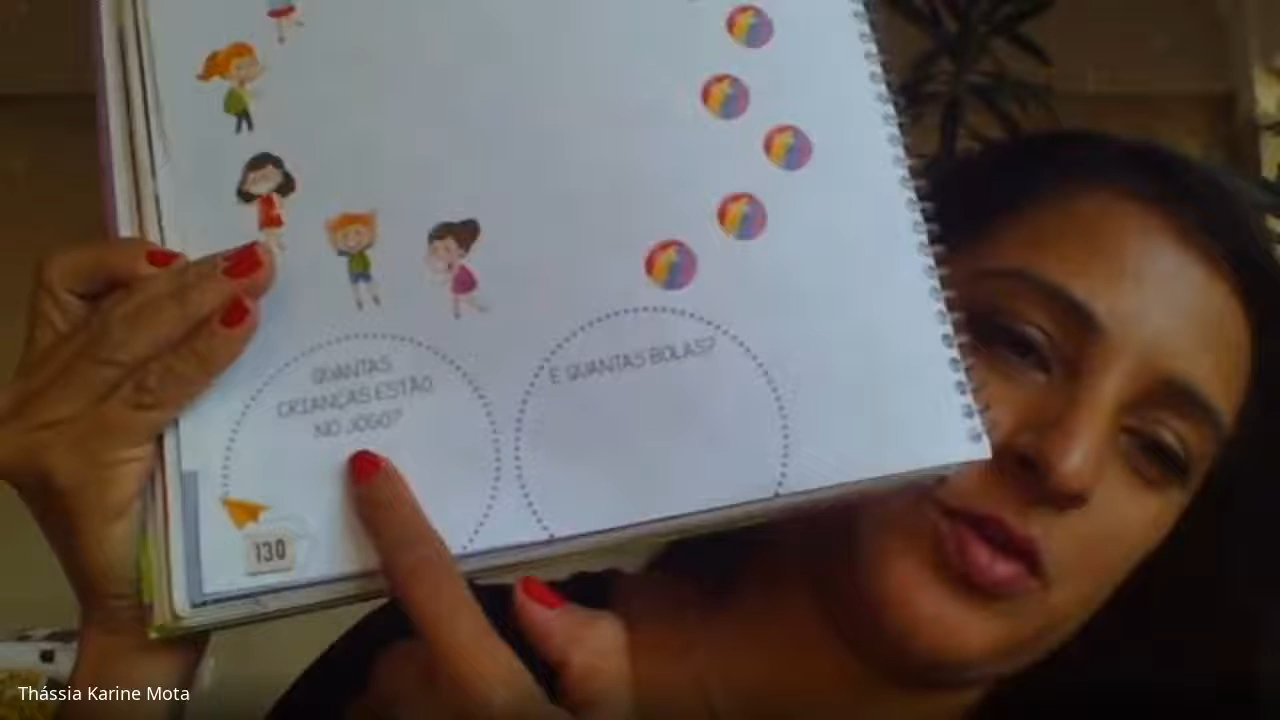 QUANTAS
CRIANÇAS ESTÃO
NO JOGO?
E QUANTAS BOLAS?
130
Thássia Karine Mota